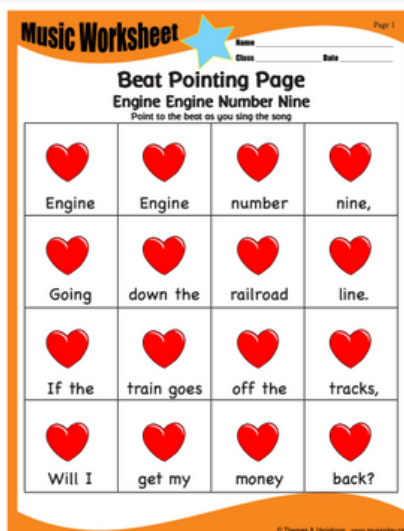 Music Worksheet
Page 1
Name
Class Date
Beat Pointing Page
Engine Engine Number Nine
Point to the beat as you sing the song
Engine Engine number nine,
Going down the railroad line.
If the train goes off the tracks,
Will I get my money back?
© Themes & Variations